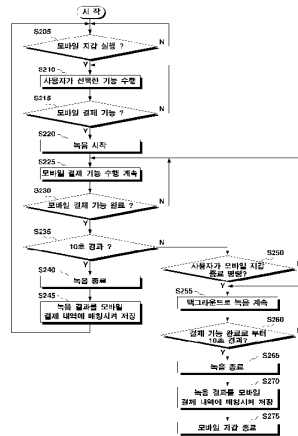 시 작
S205
모바일 지갑 실행 ?
N
Y
S210
사용자가 선택한 기능 수행
S215
모바일 결제 기능 ?
N
Y
S220
녹음 시작
S225
모바일 결제 기능 수행 계속
S230
모바일 결제 기능 완료 ?
N
Y
S235
10초 경과 ?
N
Y
S240
녹음 종료
S245
녹음 결과를 모바일
결제 내역에 매칭시켜 저장
S250
사용자가 모바일 지갑
종료 명령?
N
Y
S255
백그라운드로 녹음 계속
S260
결제 기능 완료로 부터
10초 경과?
N
Y
S265
녹음 종료
S270
녹음 결과를 모바일
결제 내역에 매칭시켜 저장
S275
모바일 지갑 종료